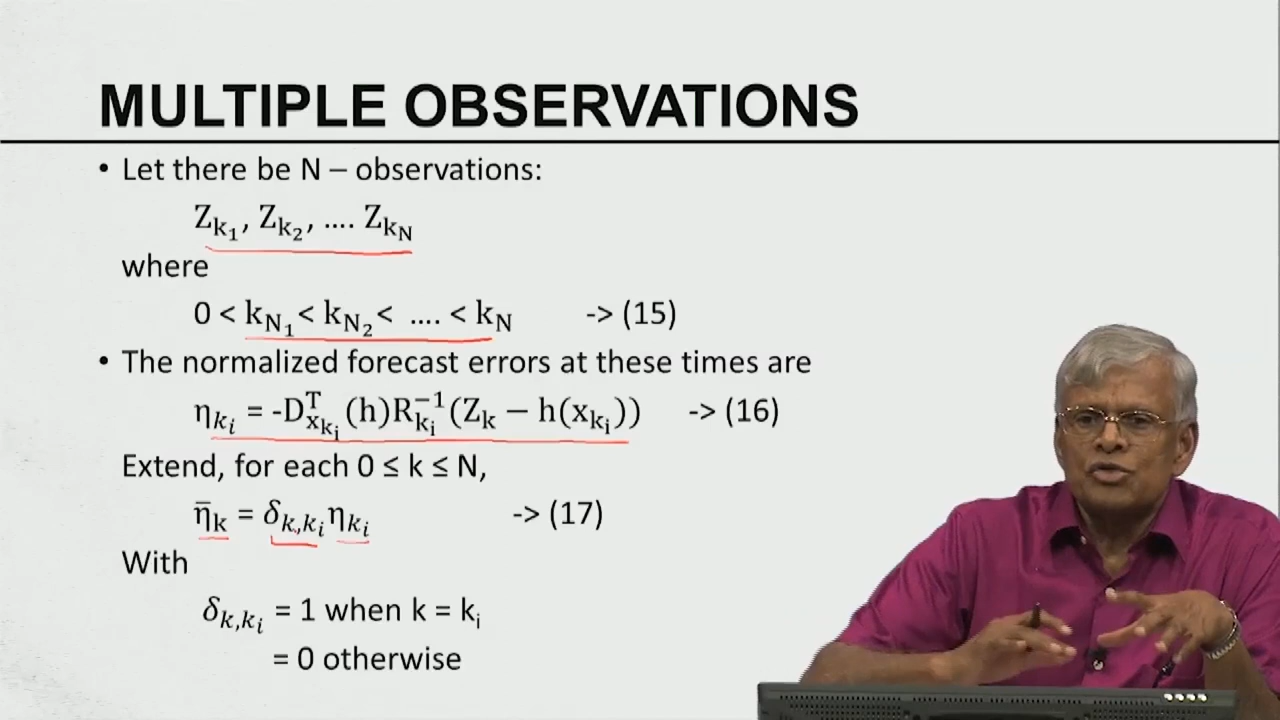 MULTIPLE OBSERVATIONS
• Let there be N – observations:
Z_{k_1}, Z_{k_2}, .... Z_{k_N}
where
0 < k_{N_1} < k_{N_2} < .... < k_N -> (15)
• The normalized forecast errors at these times are
η_{k_i} = -D^T_{x_{k_i}}(h)R^{-1}_{k_i}(Z_k − h(x_{k_i})) -> (16)
Extend, for each 0 ≤ k ≤ N,
η̄_k = δ_{k,k_i}η_{k_i} -> (17)
With
δ_{k,k_i} = 1 when k = k_i
= 0 otherwise